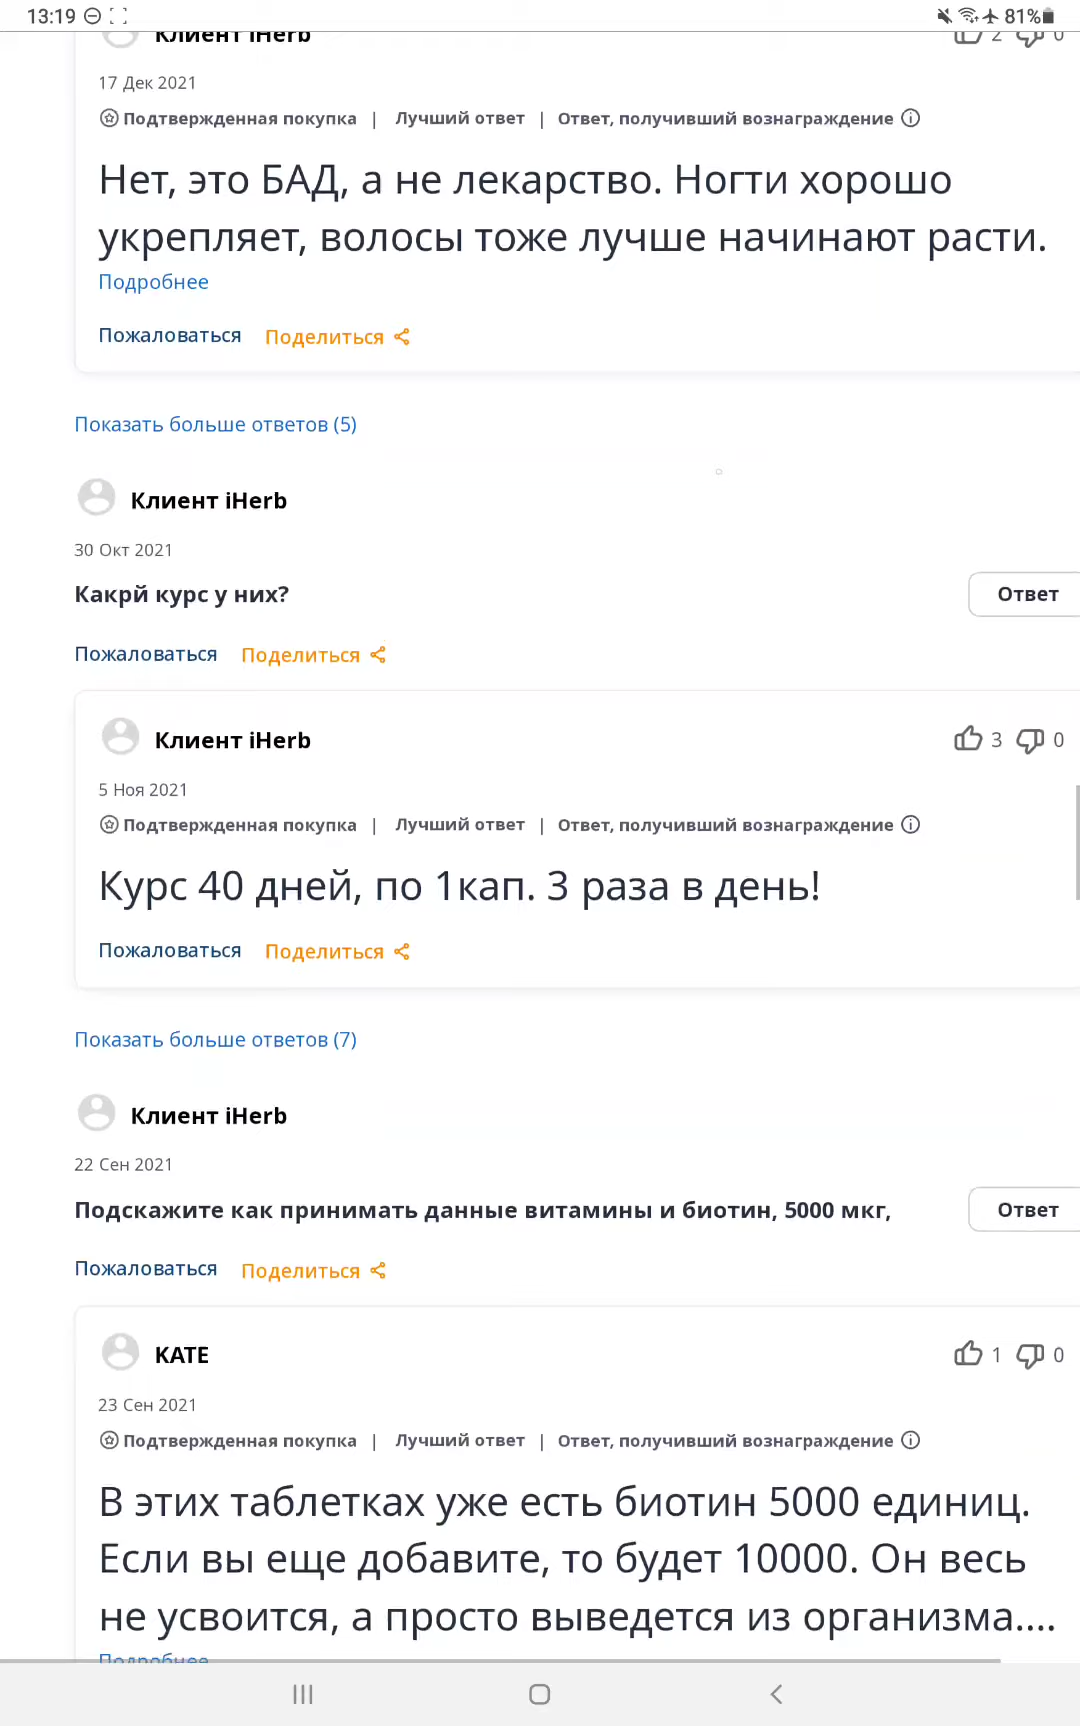 13:19
81%
Клиент iHerb
2
0
17 Дек 2021
Подтвержденная покупка | Лучший ответ | Ответ, получивший вознаграждение
Нет, это БАД, а не лекарство. Ногти хорошо
укрепляет, волосы тоже лучше начинают расти.
Подробнее
Пожаловаться Поделиться
Показать больше ответов (5)
Клиент iHerb
30 Окт 2021
Какрй курс у них?
Ответ
Пожаловаться Поделиться
Клиент iHerb
3
0
5 Ноя 2021
Подтвержденная покупка | Лучший ответ | Ответ, получивший вознаграждение
Курс 40 дней, по 1кап. 3 раза в день!
Пожаловаться Поделиться
Показать больше ответов (7)
Клиент iHerb
22 Сен 2021
Подскажите как принимать данные витамины и биотин, 5000 мкг,
Ответ
Пожаловаться Поделиться
KATE
1
0
23 Сен 2021
Подтвержденная покупка | Лучший ответ | Ответ, получивший вознаграждение
В этих таблетках уже есть биотин 5000 единиц.
Если вы еще добавите, то будет 10000. Он весь
не усвоится, а просто выведется из организма....
Подробнее